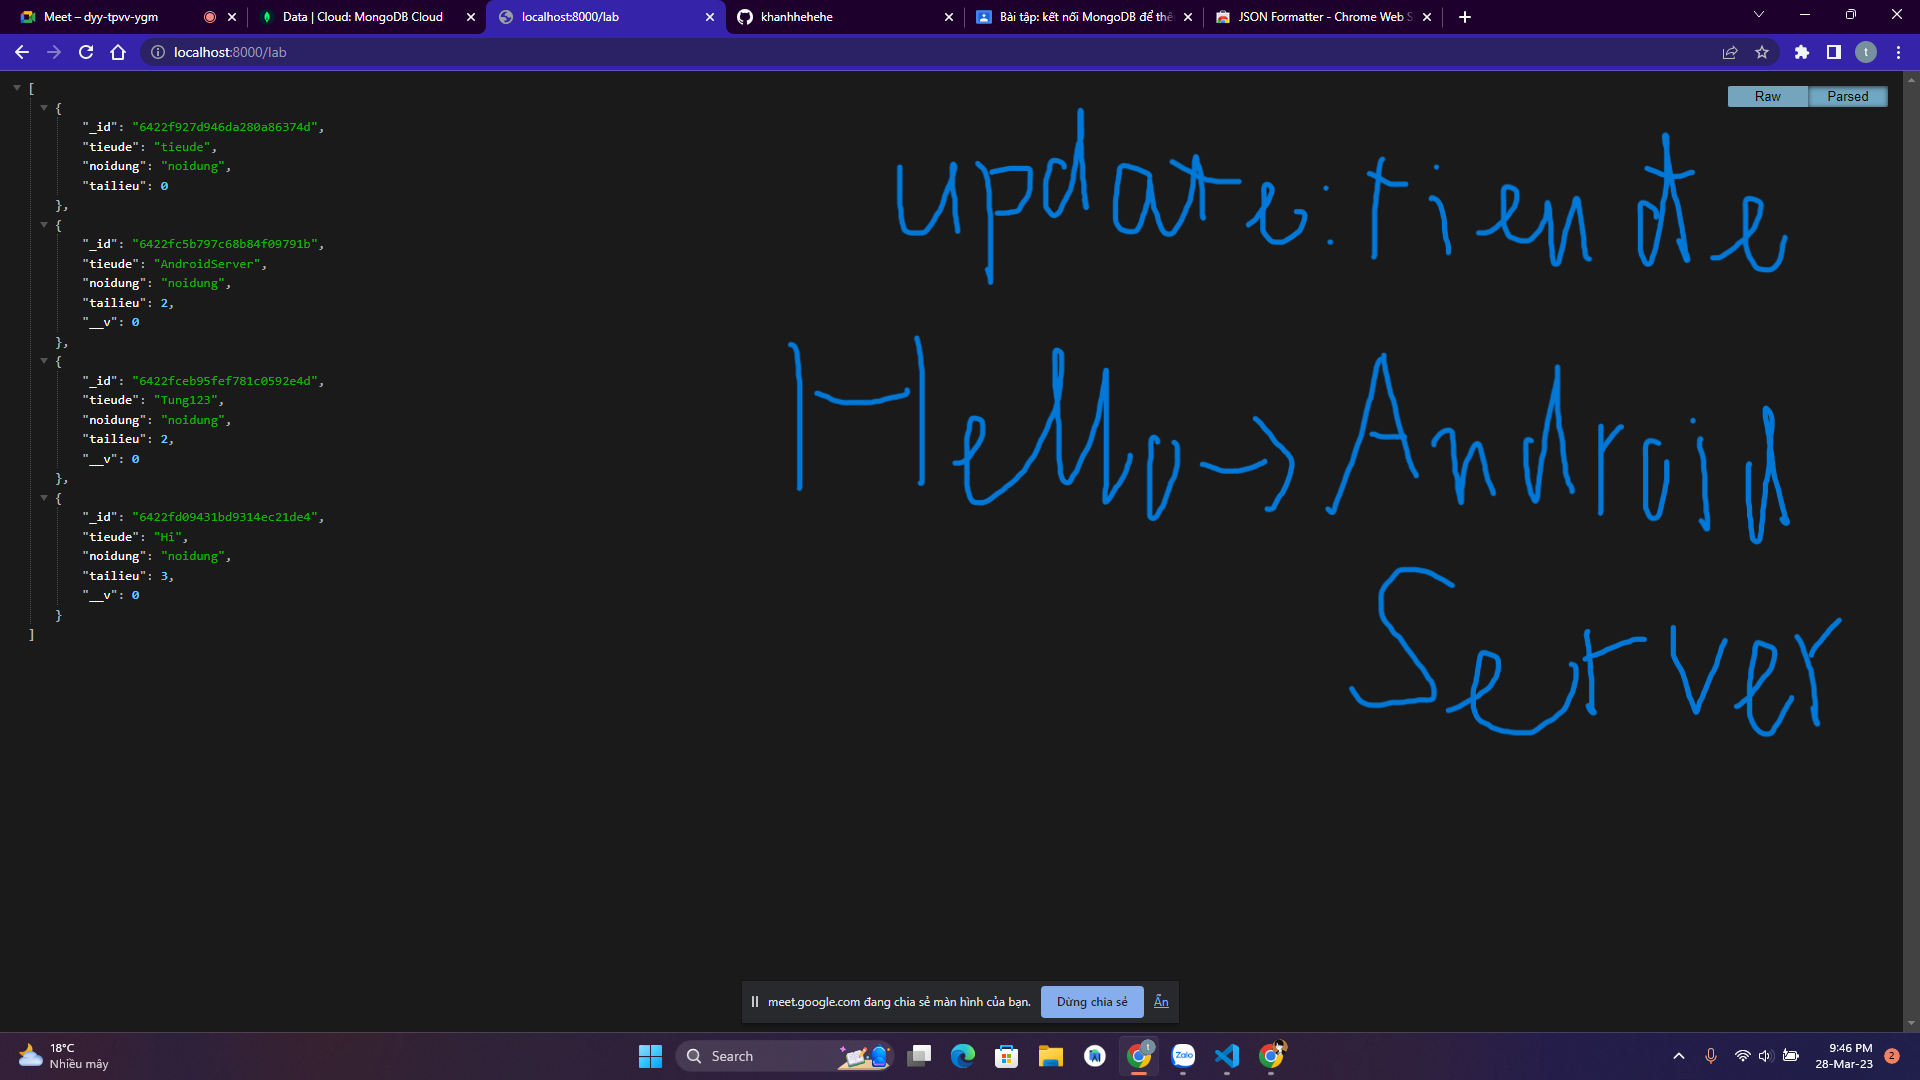 Meet – dyy-tpvv-ygm
Data | Cloud: MongoDB Cloud
localhost:8000/lab
khanhhehehe
Bài tập: kết nối MongoDB để thê
JSON Formatter - Chrome Web S
localhost:8000/lab
t
Raw
Parsed
[
{
"_id": "6422f927d946da280a86374d",
"tieude": "tieude",
"noidung": "noidung",
"tailieu": 0
},
{
"_id": "6422fc5b797c68b84f09791b",
"tieude": "AndroidServer",
"noidung": "noidung",
"tailieu": 2,
"__v": 0
},
{
"_id": "6422fceb95fef781c0592e4d",
"tieude": "Tung123",
"noidung": "noidung",
"tailieu": 2,
"__v": 0
},
{
"_id": "6422fd09431bd9314ec21de4",
"tieude": "Hi",
"noidung": "noidung",
"tailieu": 3,
"__v": 0
}
]
update: tien de
Hello → Android
Server
meet.google.com đang chia sẻ màn hình của bạn.
Dừng chia sẻ
Ẩn
18°C
Nhiều mây
Search
t
Zalo
9:46 PM
28-Mar-23
2